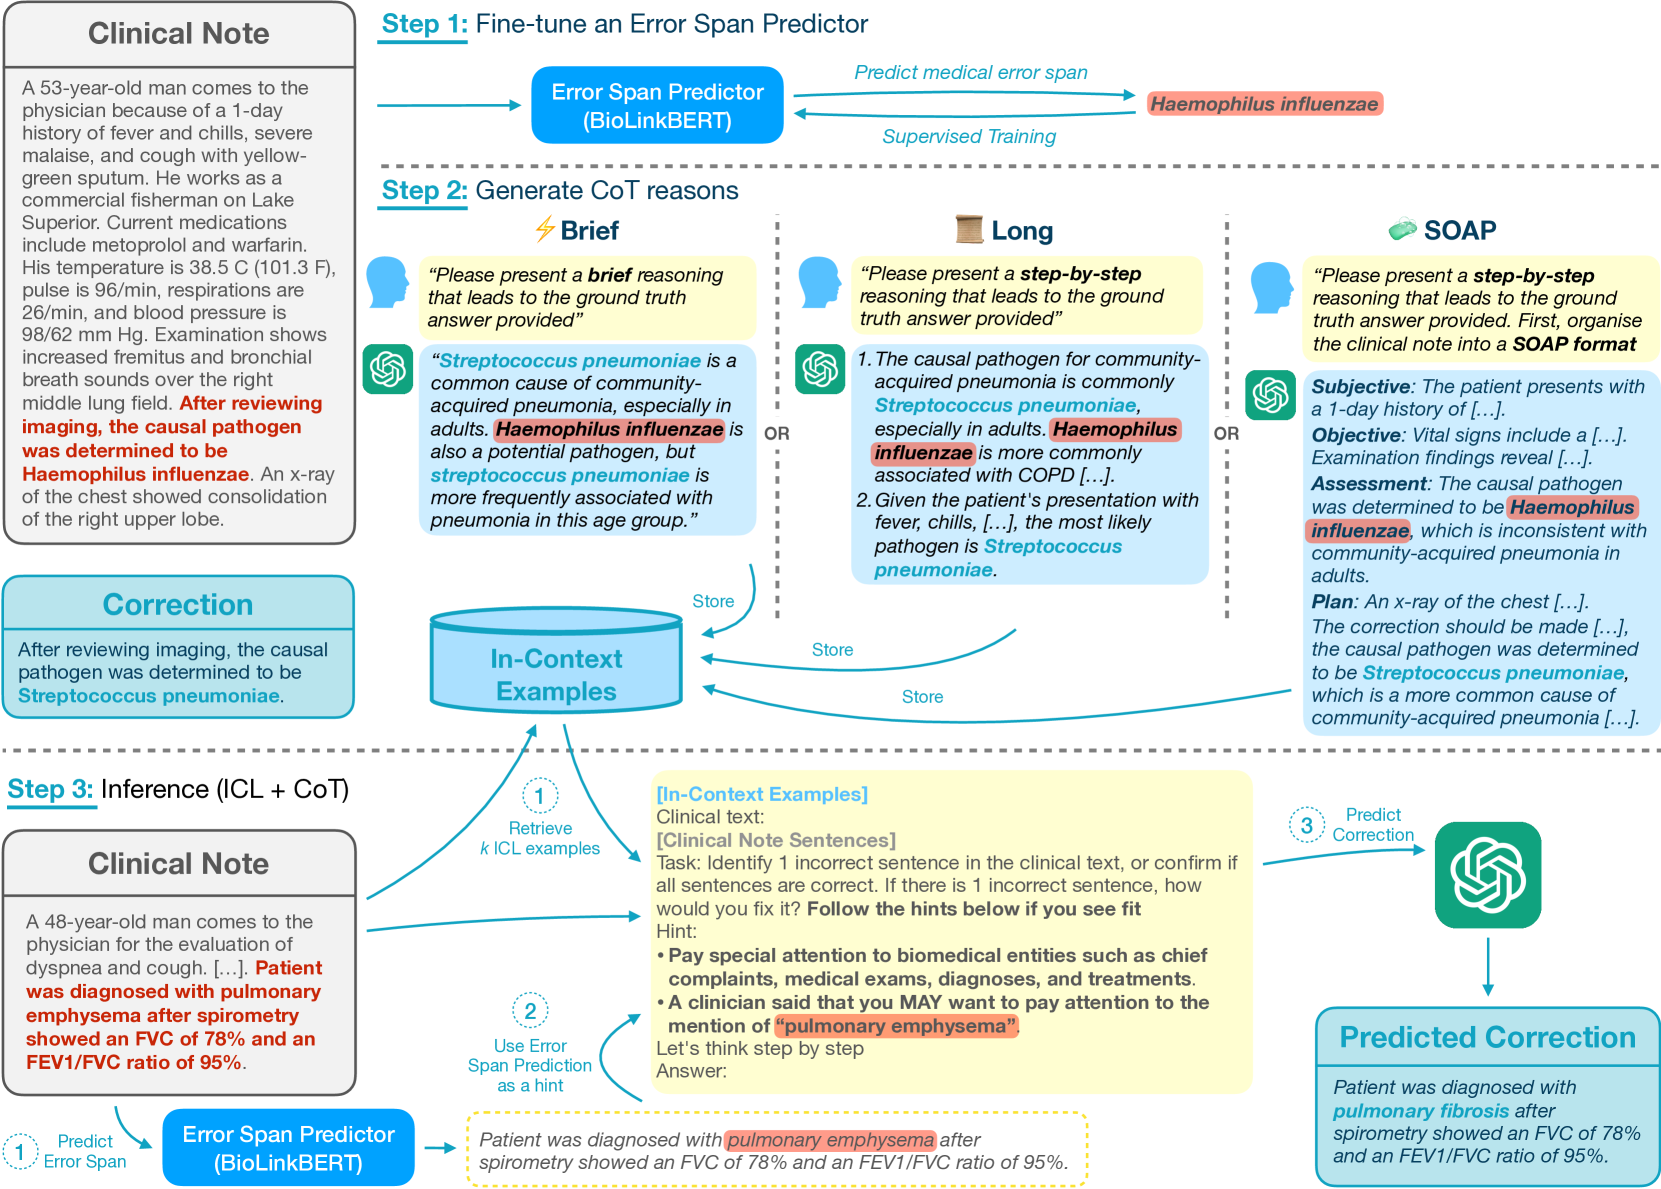 Clinical Note
A 53-year-old man comes to the
physician because of a 1-day
history of fever and chills, severe
malaise, and cough with yellow-
green sputum. He works as a
commercial fisherman on Lake
Superior. Current medications
include metoprolol and warfarin.
His temperature is 38.5 C (101.3 F),
pulse is 96/min, respirations are
26/min, and blood pressure is
98/62 mm Hg. Examination shows
increased fremitus and bronchial
breath sounds over the right
middle lung field. After reviewing
imaging, the causal pathogen
was determined to be
Haemophilus influenzae. An x-ray
of the chest showed consolidation
of the right upper lobe.
Correction
After reviewing imaging, the causal
pathogen was determined to be
Streptococcus pneumoniae.
Step 1: Fine-tune an Error Span Predictor
Error Span Predictor
(BioLinkBERT)
Predict medical error span
Supervised Training
Haemophilus influenzae
Step 2: Generate CoT reasons
Brief
"Please present a brief reasoning
that leads to the ground truth
answer provided"
"Streptococcus pneumoniae is a
common cause of community-
acquired pneumonia, especially in
adults. Haemophilus influenzae is
also a potential pathogen, but
streptococcus pneumoniae is
more frequently associated with
pneumonia in this age group."
OR
Long
"Please present a step-by-step
reasoning that leads to the ground
truth answer provided"
1. The causal pathogen for community-
acquired pneumonia is commonly
Streptococcus pneumoniae,
especially in adults. Haemophilus
influenzae is more commonly
associated with COPD [...].
2. Given the patient's presentation with
fever, chills, [...], the most likely
pathogen is Streptococcus
pneumoniae.
OR
SOAP
"Please present a step-by-step
reasoning that leads to the ground
truth answer provided. First, organise
the clinical note into a SOAP format
Subjective: The patient presents with
a 1-day history of [...].
Objective: Vital signs include a [...].
Examination findings reveal [...].
Assessment: The causal pathogen
was determined to be Haemophilus
influenzae, which is inconsistent with
community-acquired pneumonia in
adults.
Plan: An x-ray of the chest [...].
The correction should be made [...],
the causal pathogen was determined
to be Streptococcus pneumoniae,
which is a more common cause of
community-acquired pneumonia [...].
Store
Store
Store
In-Context
Examples
Step 3: Inference (ICL + CoT)
Clinical Note
A 48-year-old man comes to the
physician for the evaluation of
dyspnea and cough. [...]. Patient
was diagnosed with pulmonary
emphysema after spirometry
showed an FVC of 78% and an
FEV1/FVC ratio of 95%.
1
Predict
Error Span
Error Span Predictor
(BioLinkBERT)
Patient was diagnosed with pulmonary emphysema after
spirometry showed an FVC of 78% and an FEV1/FVC ratio of 95%.
1
Retrieve
k ICL examples
2
Use Error
Span Prediction
as a hint
[In-Context Examples]
Clinical text:
[Clinical Note Sentences]
Task: Identify 1 incorrect sentence in the clinical text, or confirm if
all sentences are correct. If there is 1 incorrect sentence, how
would you fix it? Follow the hints below if you see fit
Hint:
• Pay special attention to biomedical entities such as chief
complaints, medical exams, diagnoses, and treatments.
• A clinician said that you MAY want to pay attention to the
mention of "pulmonary emphysema".
Let's think step by step
Answer:
3
Predict
Correction
Predicted Correction
Patient was diagnosed with
pulmonary fibrosis after
spirometry showed an FVC of 78%
and an FEV1/FVC ratio of 95%.